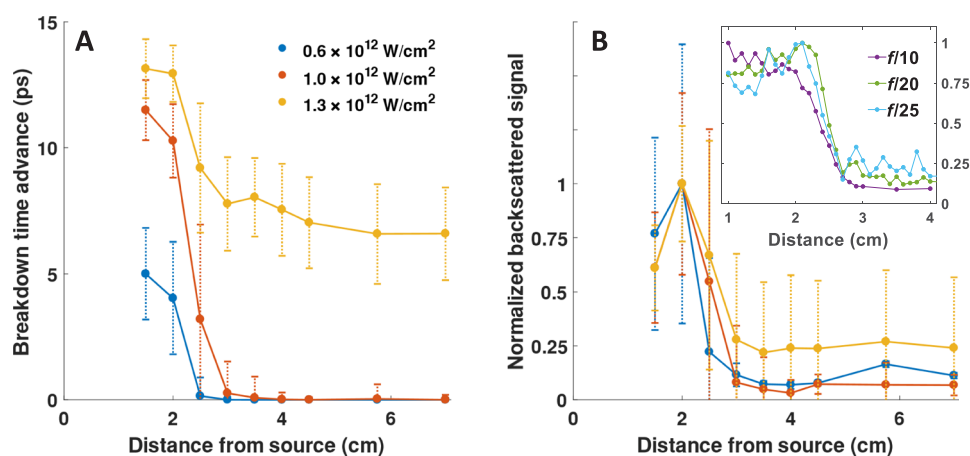 A
Breakdown time advance (ps)
15
10
5
0
0.6 × 10¹² W/cm²
1.0 × 10¹² W/cm²
1.3 × 10¹² W/cm²
0
2
4
6
Distance from source (cm)
B
Normalized backscattered signal
1
0.75
0.5
0.25
0
0
2
4
6
Distance from source (cm)
f/10
f/20
f/25
1
0.75
0.5
0.25
0
1
2
3
4
Distance (cm)